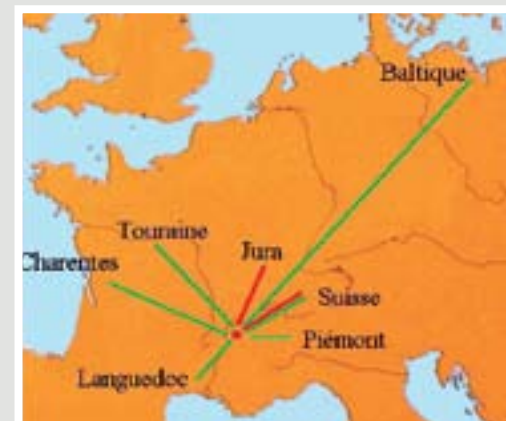 Baltique
Touraine
Jura
Charentes
Suisse
Piémont
Languedoc